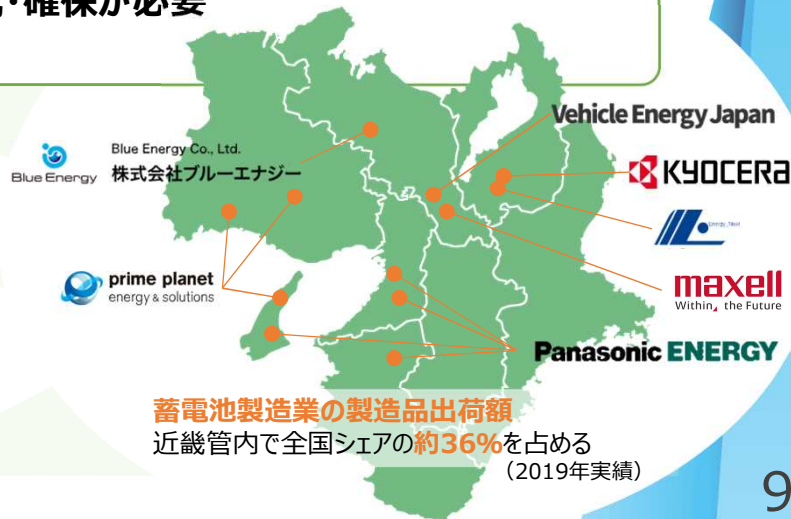 確保が必要
Vehicle Energy Japan
Blue Energy Co., Ltd.
BlueEnergy 株式会社ブルーエナジー
KYOCERA
Energy_Next
prime planet
energy & solutions
maxell
Within, the Future
Panasonic ENERGY
蓄電池製造業の製造品出荷額
近畿管内で全国シェアの約36%を占める
(2019年実績)
9